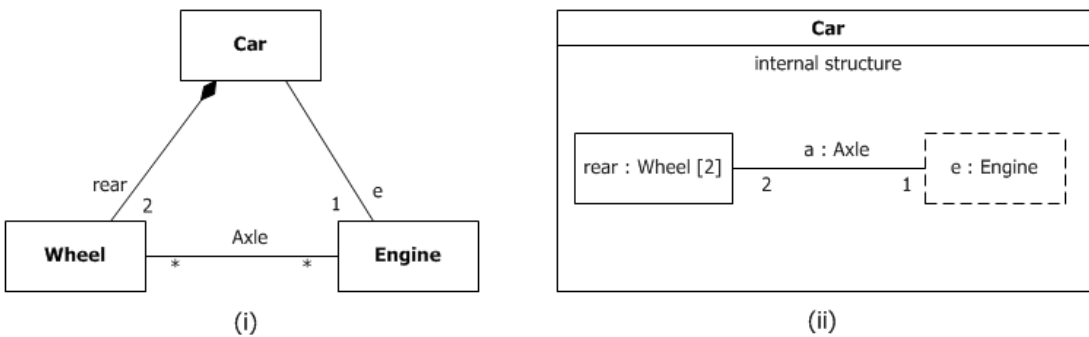 Car
rear
2
1
e
Wheel
*
Axle
*
Engine
(i)
Car
internal structure
rear : Wheel [2]
a : Axle
2
1
e : Engine
(ii)